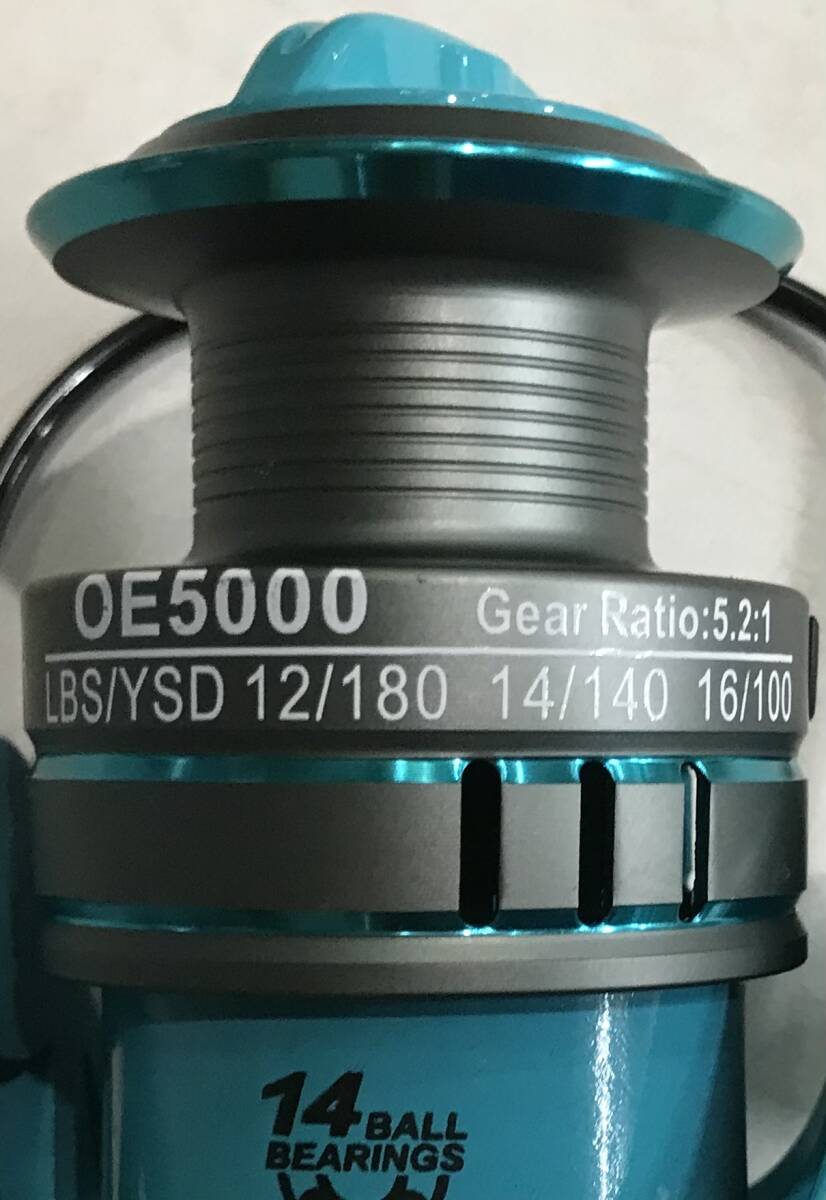 OE5000 Gear Ratio:5.2:1
LBS/YSD 12/180 14/140 16/100
14 BALL
BEARINGS